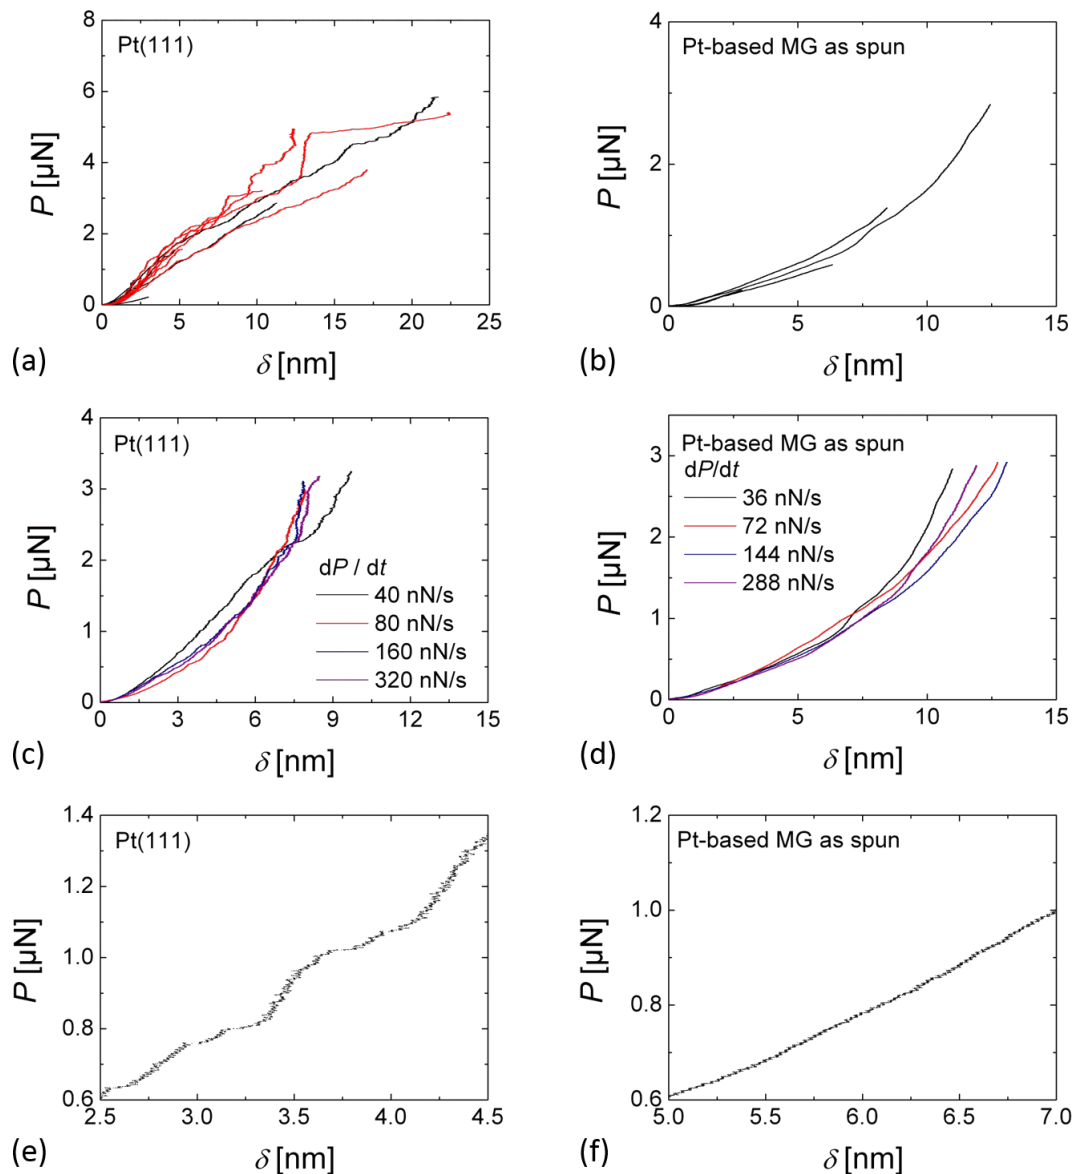 8
6
4
2
0
Pt(111)
P [μN]
0 5 10 15 20 25
δ [nm]
(a)
4
2
0
Pt-based MG as spun
P [μN]
0 5 10 15
δ [nm]
(b)
4
3
2
1
0
Pt(111)
P [μN]
dP / dt
40 nN/s
80 nN/s
160 nN/s
320 nN/s
0 3 6 9 12 15
δ [nm]
(c)
3
2
1
0
Pt-based MG as spun
P [μN]
dP/dt
36 nN/s
72 nN/s
144 nN/s
288 nN/s
0 5 10 15
δ [nm]
(d)
1.4
1.2
1.0
0.8
0.6
Pt(111)
P [μN]
2.5 3.0 3.5 4.0 4.5
δ [nm]
(e)
1.2
1.0
0.8
0.6
Pt-based MG as spun
P [μN]
5.0 5.5 6.0 6.5 7.0
δ [nm]
(f)